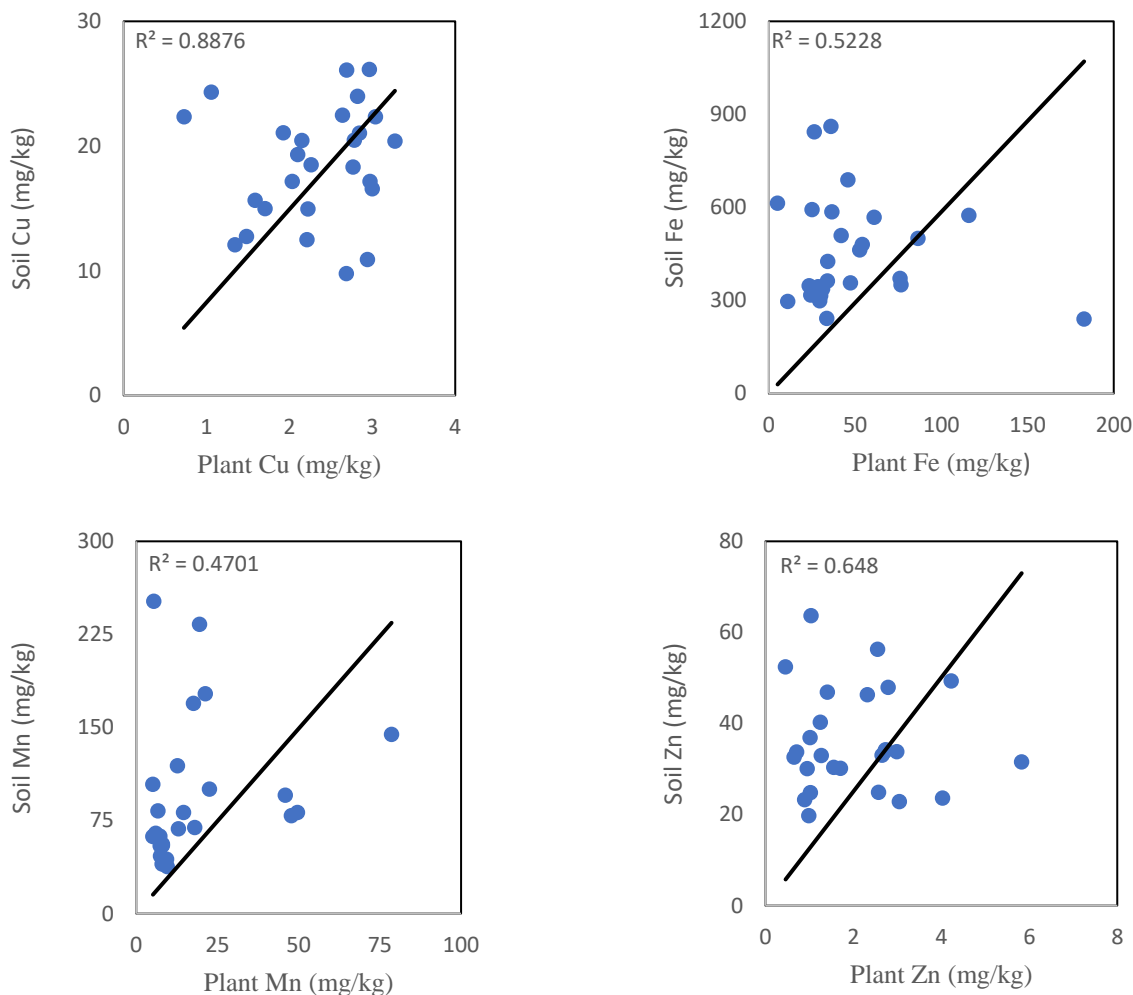 R² = 0.8876
30
20
10
0
Soil Cu (mg/kg)
0 1 2 3 4
Plant Cu (mg/kg)
R² = 0.5228
1200
900
600
300
0
Soil Fe (mg/kg)
0 50 100 150 200
Plant Fe (mg/kg)
R² = 0.4701
300
225
150
75
0
Soil Mn (mg/kg)
0 25 50 75 100
Plant Mn (mg/kg)
R² = 0.648
80
60
40
20
0
Soil Zn (mg/kg)
0 2 4 6 8
Plant Zn (mg/kg)